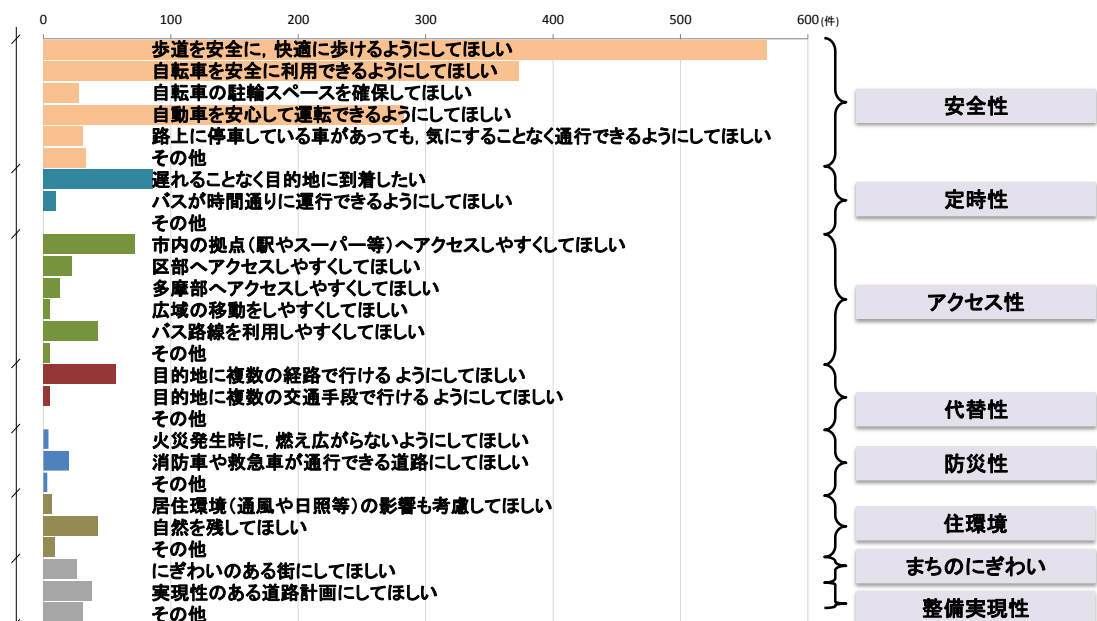 0 100 200 300 400 500 600(件)
歩道を安全に，快適に歩けるようにしてほしい
自転車を安全に利用できるようにしてほしい
自転車の駐輪スペースを確保してほしい
自動車を安心して運転できるようにしてほしい
路上に停車している車があっても，気にすることなく通行できるようにしてほしい
その他
安全性
遅れることなく目的地に到着したい
バスが時間通りに運行できるようにしてほしい
その他
定時性
市内の拠点（駅やスーパー等）へアクセスしやすくしてほしい
区部へアクセスしやすくしてほしい
多摩部へアクセスしやすくしてほしい
広域の移動をしやすくしてほしい
バス路線を利用しやすくしてほしい
その他
アクセス性
目的地に複数の経路で行けるようにしてほしい
目的地に複数の交通手段で行けるようにしてほしい
その他
代替性
火災発生時に，燃え広がらないようにしてほしい
消防車や救急車が通行できる道路にしてほしい
その他
防災性
居住環境（通風や日照等）の影響も考慮してほしい
自然を残してほしい
その他
住環境
にぎわいのある街にしてほしい
まちのにぎわい
実現性のある道路計画にしてほしい
その他
整備実現性